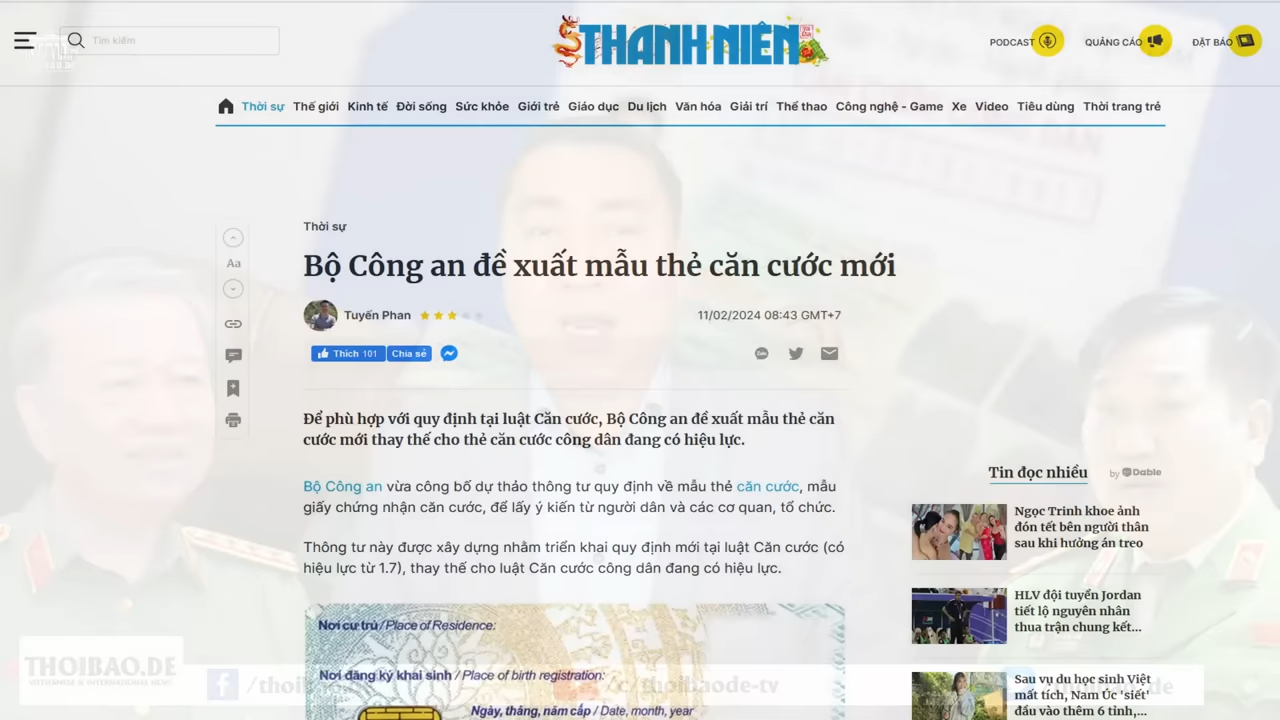 Tìm kiếm
THANH NIÊN
PODCAST
QUẢNG CÁO
ĐẶT BÁO
Thời sự Thế giới Kinh tế Đời sống Sức khỏe Giới trẻ Giáo dục Du lịch Văn hóa Giải trí Thể thao Công nghệ - Game Xe Video Tiêu dùng Thời trang trẻ
Thời sự
Bộ Công an đề xuất mẫu thẻ căn cước mới
Aa
Tuyến Phan
11/02/2024 08:43 GMT+7
Thích 101 Chia sẻ
Zalo
Để phù hợp với quy định tại luật Căn cước, Bộ Công an đề xuất mẫu thẻ căn
cước mới thay thế cho thẻ căn cước công dân đang có hiệu lực.
Bộ Công an vừa công bố dự thảo thông tư quy định về mẫu thẻ căn cước, mẫu
giấy chứng nhận căn cước, để lấy ý kiến từ người dân và các cơ quan, tổ chức.
Thông tư này được xây dựng nhằm triển khai quy định mới tại luật Căn cước (có
hiệu lực từ 1.7), thay thế cho luật Căn cước công dân đang có hiệu lực.
Nơi cư trú / Place of Residence:
Nơi đăng ký khai sinh / Place of birth registration:
Ngày, tháng, năm cấp / Date, month, year
Tin đọc nhiều
by Dable
Ngọc Trinh khoe ảnh
đón tết bên người thân
sau khi hưởng án treo
HLV đội tuyển Jordan
tiết lộ nguyên nhân
thua trận chung kết...
Sau vụ du học sinh Việt
mất tích, Nam Úc 'siết'
đầu vào thêm 6 tỉnh,...
THOIBAO.DE
VIETNAMESE & INTERNATIONAL NEWS
/c/thoibaode-tv